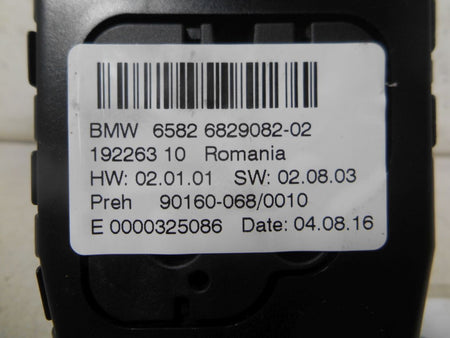 BMW 6582 6829082-02
192263 10 Romania
HW: 02.01.01 SW: 02.08.03
Preh 90160-068/0010
E 0000325086 Date: 04.08.16